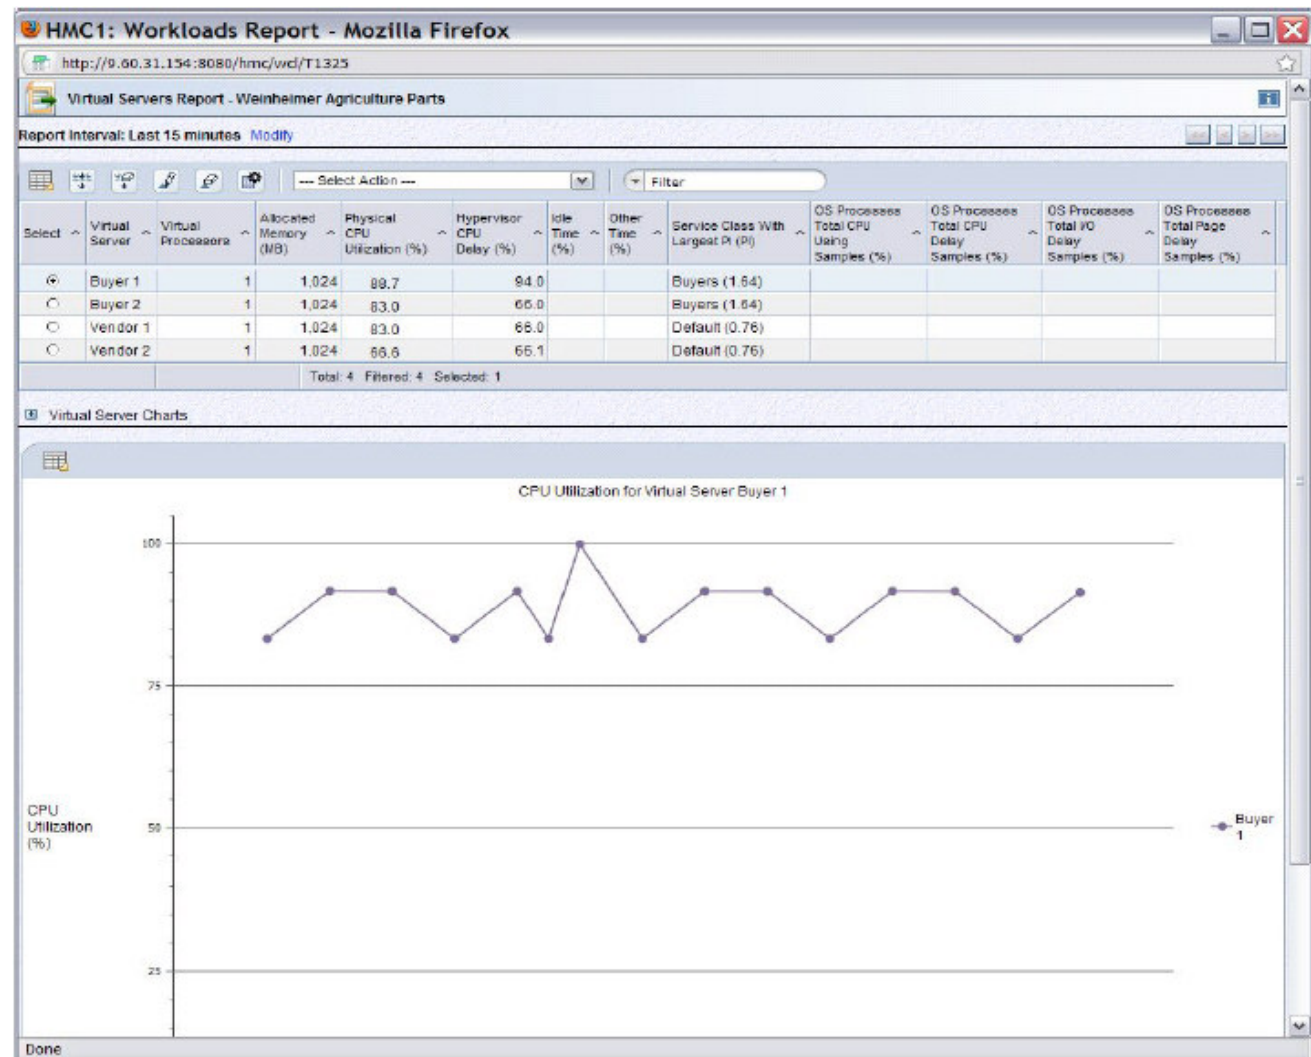 HMC1: Workloads Report - Mozilla Firefox
http://9.60.31.154:8080/hmc/wcl/T1325
Virtual Servers Report - Weinheimer Agriculture Parts
Report Interval: Last 15 minutes Modify
--- Select Action ---
Filter
Select Virtual Server Virtual Processors Allocated Memory (MB) Physical CPU Utilization (%) Hypervisor CPU Delay (%) Idle Time (%) Other Time (%) Service Class With Largest PI (PI) OS Processes Total CPU Using Samples (%) OS Processes Total CPU Delay Samples (%) OS Processes Total I/O Delay Samples (%) OS Processes Total Page Delay Samples (%)
Buyer 1 1 1,024 88.7 94.0 Buyers (1.64)
Buyer 2 1 1,024 83.0 66.0 Buyers (1.64)
Vendor 1 1 1,024 83.0 66.0 Default (0.76)
Vendor 2 1 1,024 66.6 65.1 Default (0.76)
Total: 4 Filtered: 4 Selected: 1
Virtual Server Charts
CPU Utilization for Virtual Server Buyer 1
100
75
CPU
Utilization
(%)
50
25
Buyer
1
Done